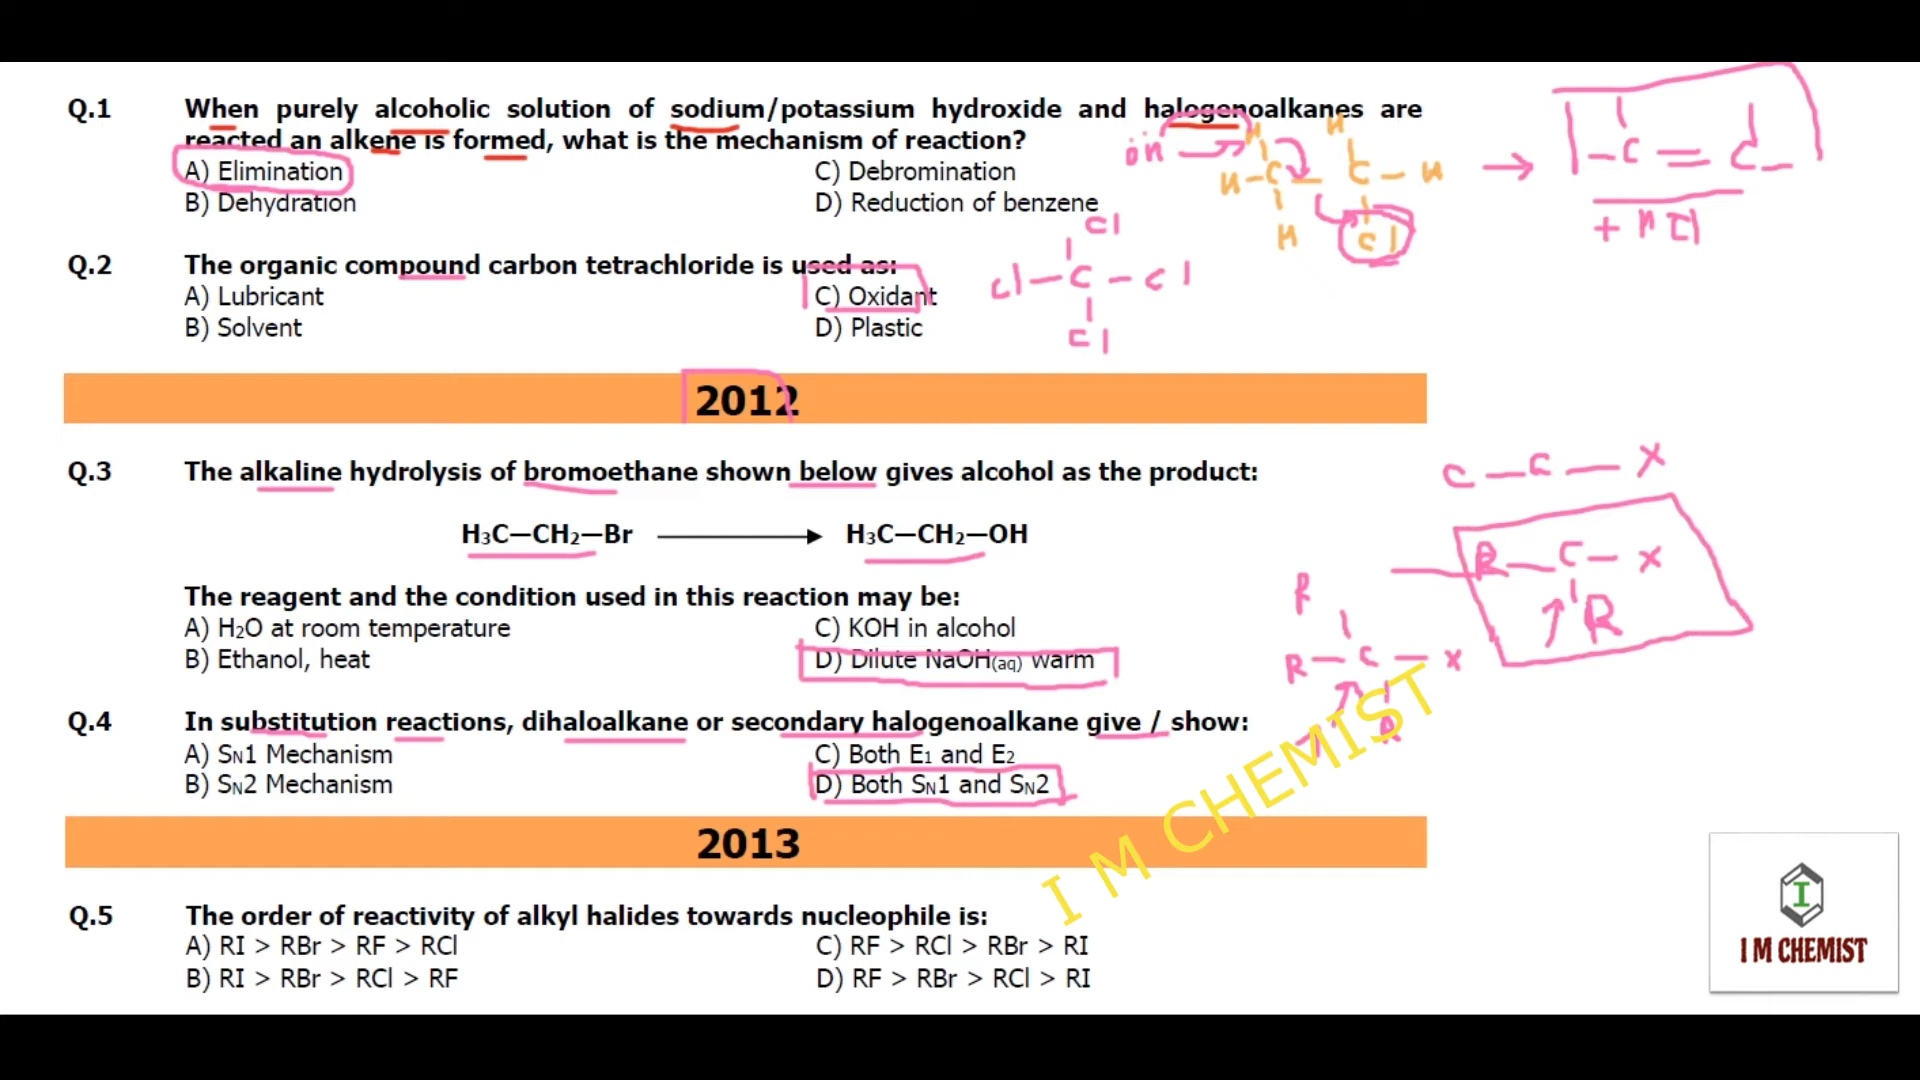 Q.1 When purely alcoholic solution of sodium/potassium hydroxide and halogenoalkanes are
reacted an alkene is formed, what is the mechanism of reaction?
A) Elimination C) Debromination
B) Dehydration D) Reduction of benzene
H H
H-C-C-H
H Cl
-C=C-
+ HCl
Q.2 The organic compound carbon tetrachloride is used as:
A) Lubricant C) Oxidant
B) Solvent D) Plastic
Cl
Cl-C-Cl
Cl
2012
Q.3 The alkaline hydrolysis of bromoethane shown below gives alcohol as the product:
H₃C—CH₂—Br ⟶ H₃C—CH₂—OH
The reagent and the condition used in this reaction may be:
A) H₂O at room temperature C) KOH in alcohol
B) Ethanol, heat D) Dilute NaOH(aq) warm
C-C-X
R-C-X
R
R
R-C-X
R
Q.4 In substitution reactions, dihaloalkane or secondary halogenoalkane give / show:
A) SN1 Mechanism C) Both E₁ and E₂
B) SN2 Mechanism D) Both SN1 and SN2
I M CHEMIST
2013
Q.5 The order of reactivity of alkyl halides towards nucleophile is:
A) RI > RBr > RF > RCl C) RF > RCl > RBr > RI
B) RI > RBr > RCl > RF D) RF > RBr > RCl > RI
I
I M CHEMIST